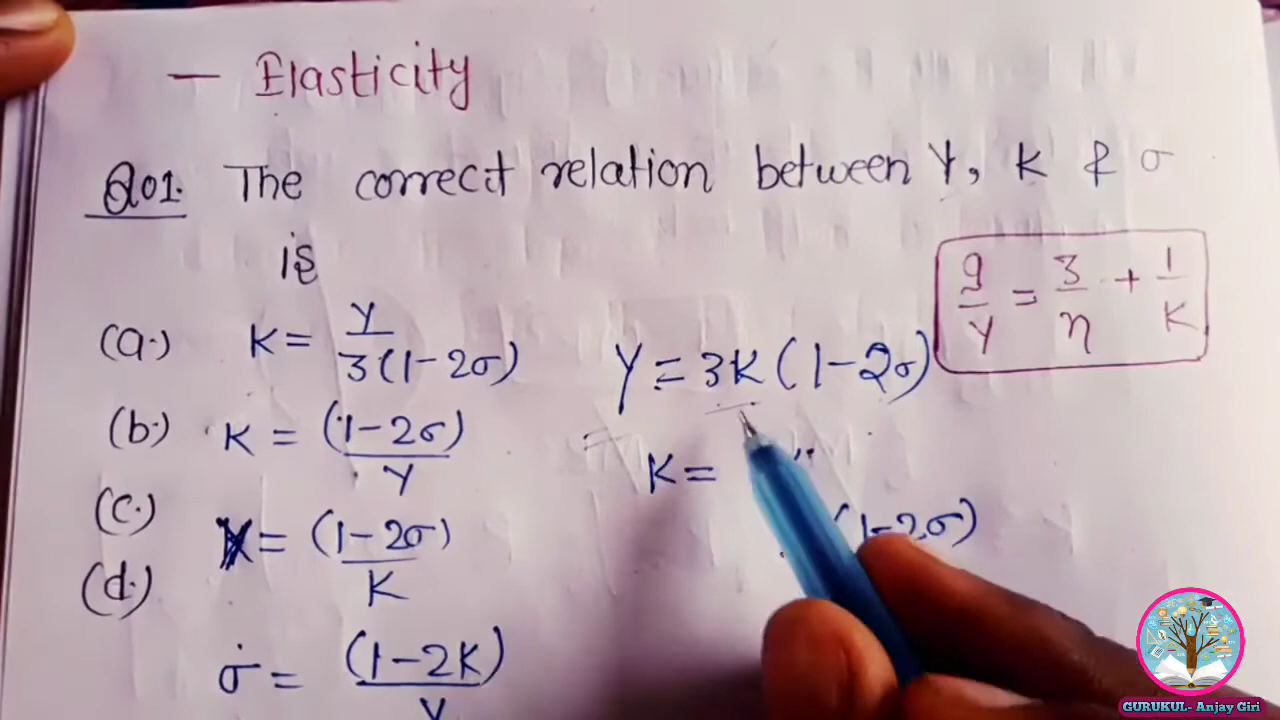 — Elasticity
Q01. The correct relation between Y, K & σ
is
9/Y = 3/η + 1/K
(a.) K = Y/3(1-2σ)
Y = 3K(1-2σ)
(b.) K = (1-2σ)/Y
K =
(1-2σ)
(c.) = (1-2σ)/K
(d.) σ = (1-2K)/Y
GURUKUL- Anjay Giri